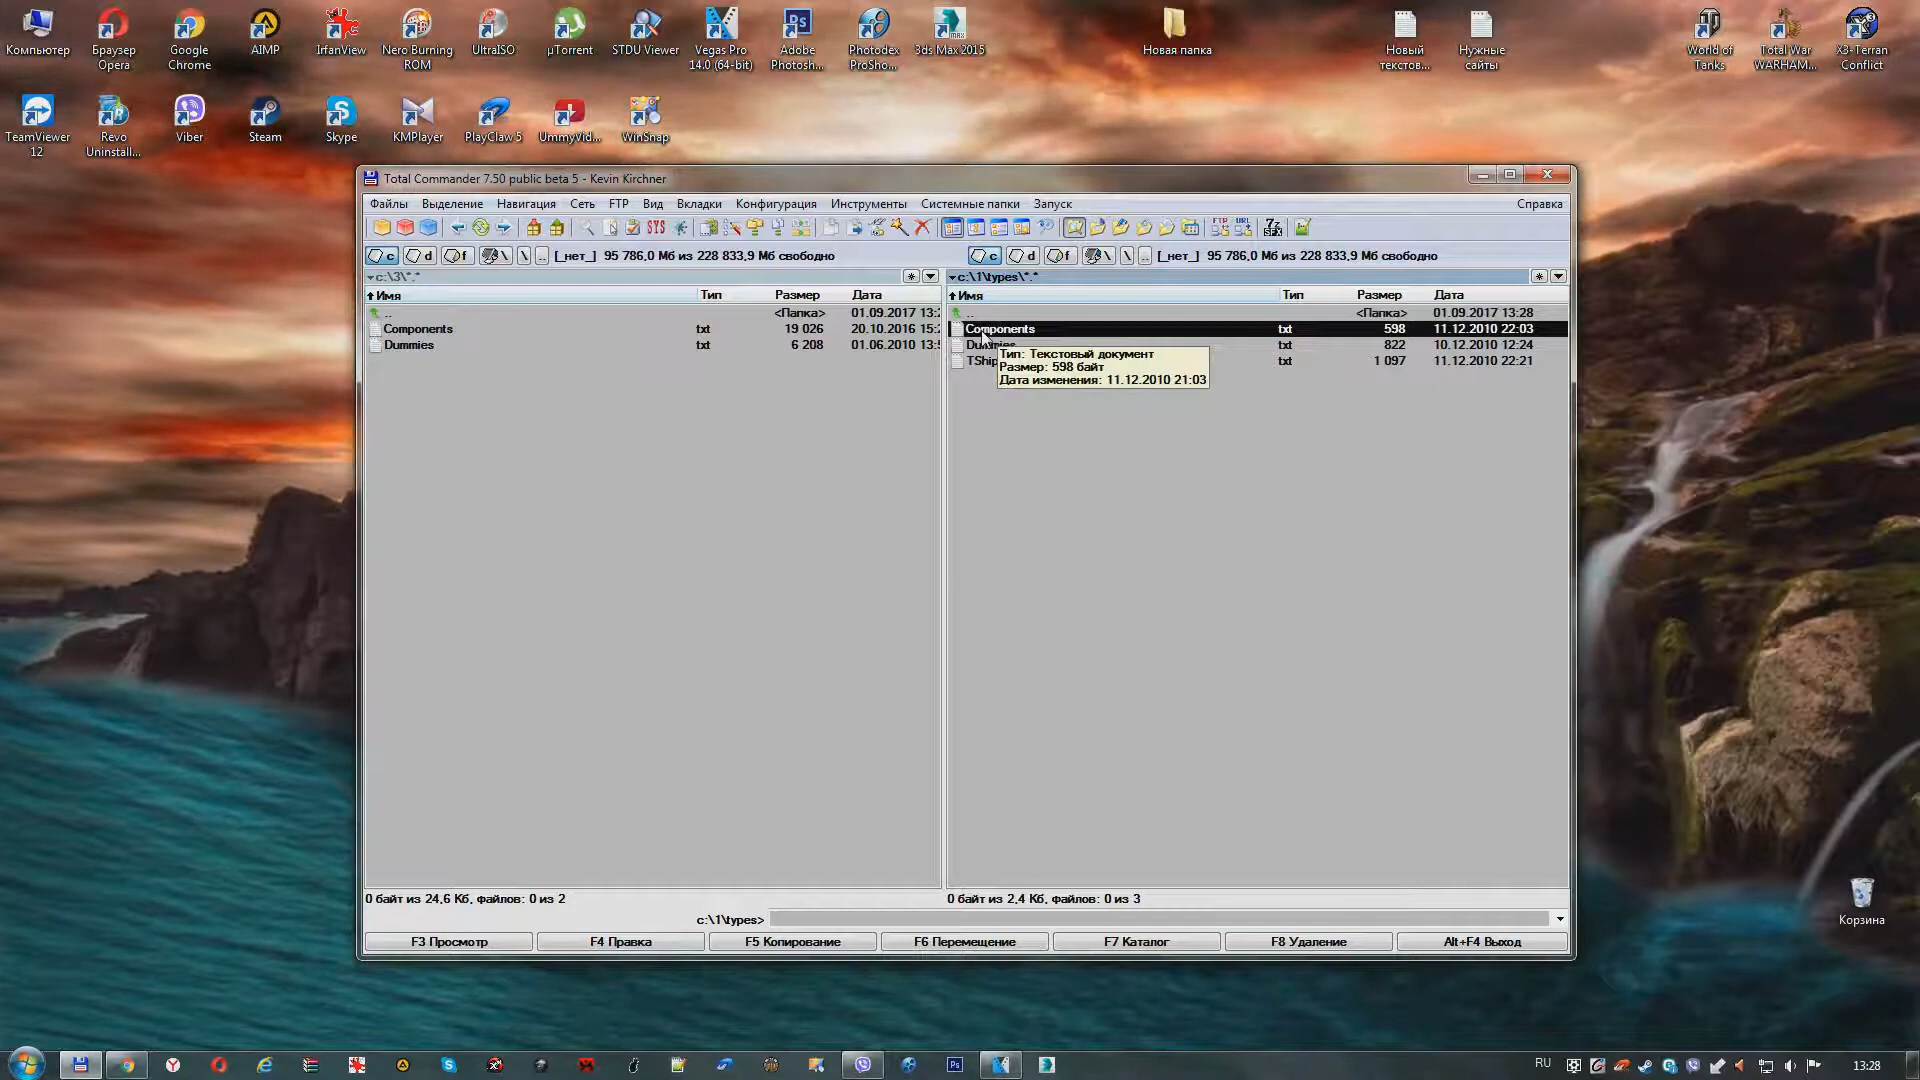 Компьютер
Браузер Opera
Google Chrome
AIMP
IrfanView
Nero Burning ROM
UltraISO
µTorrent
STDU Viewer
Vegas Pro 14.0 (64-bit)
Adobe Photosh...
Photodex ProSho...
3ds Max 2015
Новая папка
Новый текстов...
Нужные сайты
World of Tanks
Total War WARHAM...
X3-Terran Conflict
TeamViewer 12
Revo Uninstall...
Viber
Steam
Skype
KMPlayer
PlayClaw 5
UmmyVid...
WinSnap
Total Commander 7.50 public beta 5 - Kevin Kirchner
Файлы Выделение Навигация Сеть FTP Вид Вкладки Конфигурация Инструменты Системные папки Запуск Справка
c d f \ .. [_нет_] 95 786,0 Мб из 228 833,9 Мб свободно
c d f \ .. [_нет_] 95 786,0 Мб из 228 833,9 Мб свободно
c:\3\*.*
Имя Тип Размер Дата
.. <Папка> 01.09.2017 13:2
Components txt 19 026 20.10.2016 15:2
Dummies txt 6 208 01.06.2010 13:5
c:\1\types\*.*
Имя Тип Размер Дата
.. <Папка> 01.09.2017 13:28
Components txt 598 11.12.2010 22:03
Dummies txt 822 10.12.2010 12:24
TShip txt 1 097 11.12.2010 22:21
Тип: Текстовый документ
Размер: 598 байт
Дата изменения: 11.12.2010 21:03
0 байт из 24,6 Кб, файлов: 0 из 2
0 байт из 2,4 Кб, файлов: 0 из 3
c:\1\types>
F3 Просмотр F4 Правка F5 Копирование F6 Перемещение F7 Каталог F8 Удаление Alt+F4 Выход
Корзина
RU
13:28